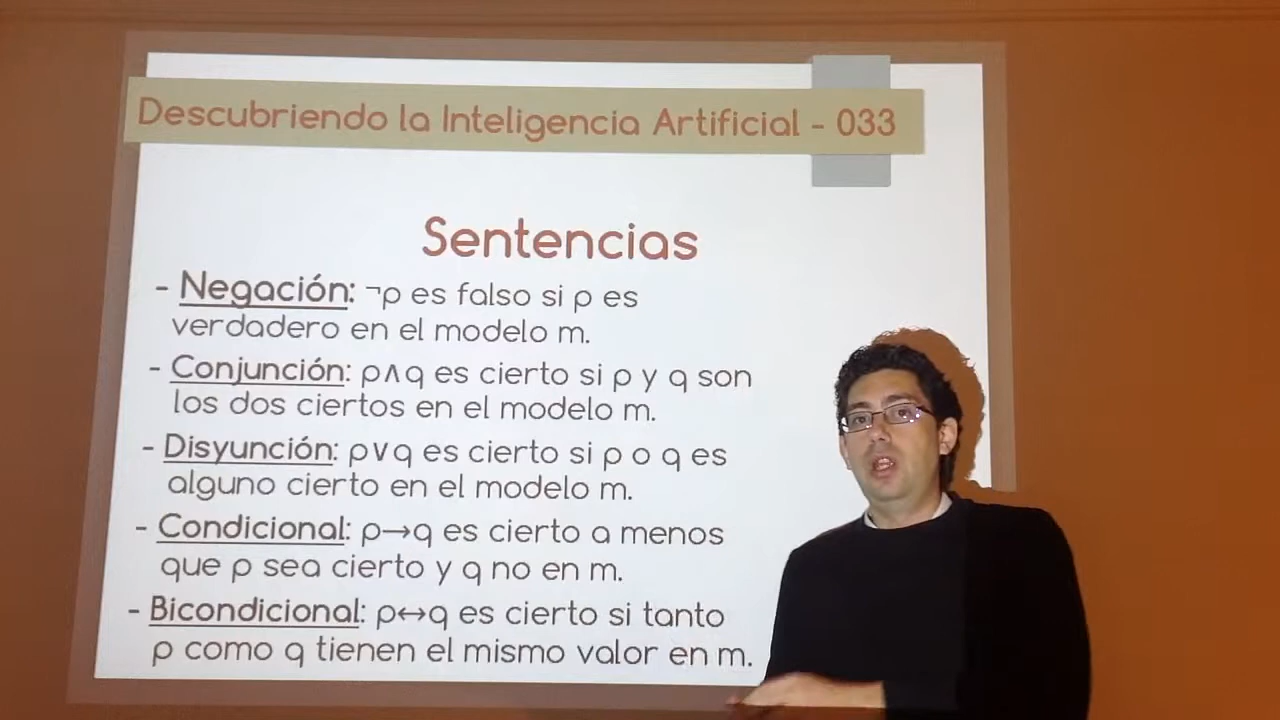 Descubriendo la Inteligencia Artificial - 033
Sentencias
- Negación: ¬p es falso si p es
verdadero en el modelo m.
- Conjunción: p∧q es cierto si p y q son
los dos ciertos en el modelo m.
- Disyunción: p∨q es cierto si p o q es
alguno cierto en el modelo m.
- Condicional: p→q es cierto a menos
que p sea cierto y q no en m.
- Bicondicional: p↔q es cierto si tanto
p como q tienen el mismo valor en m.